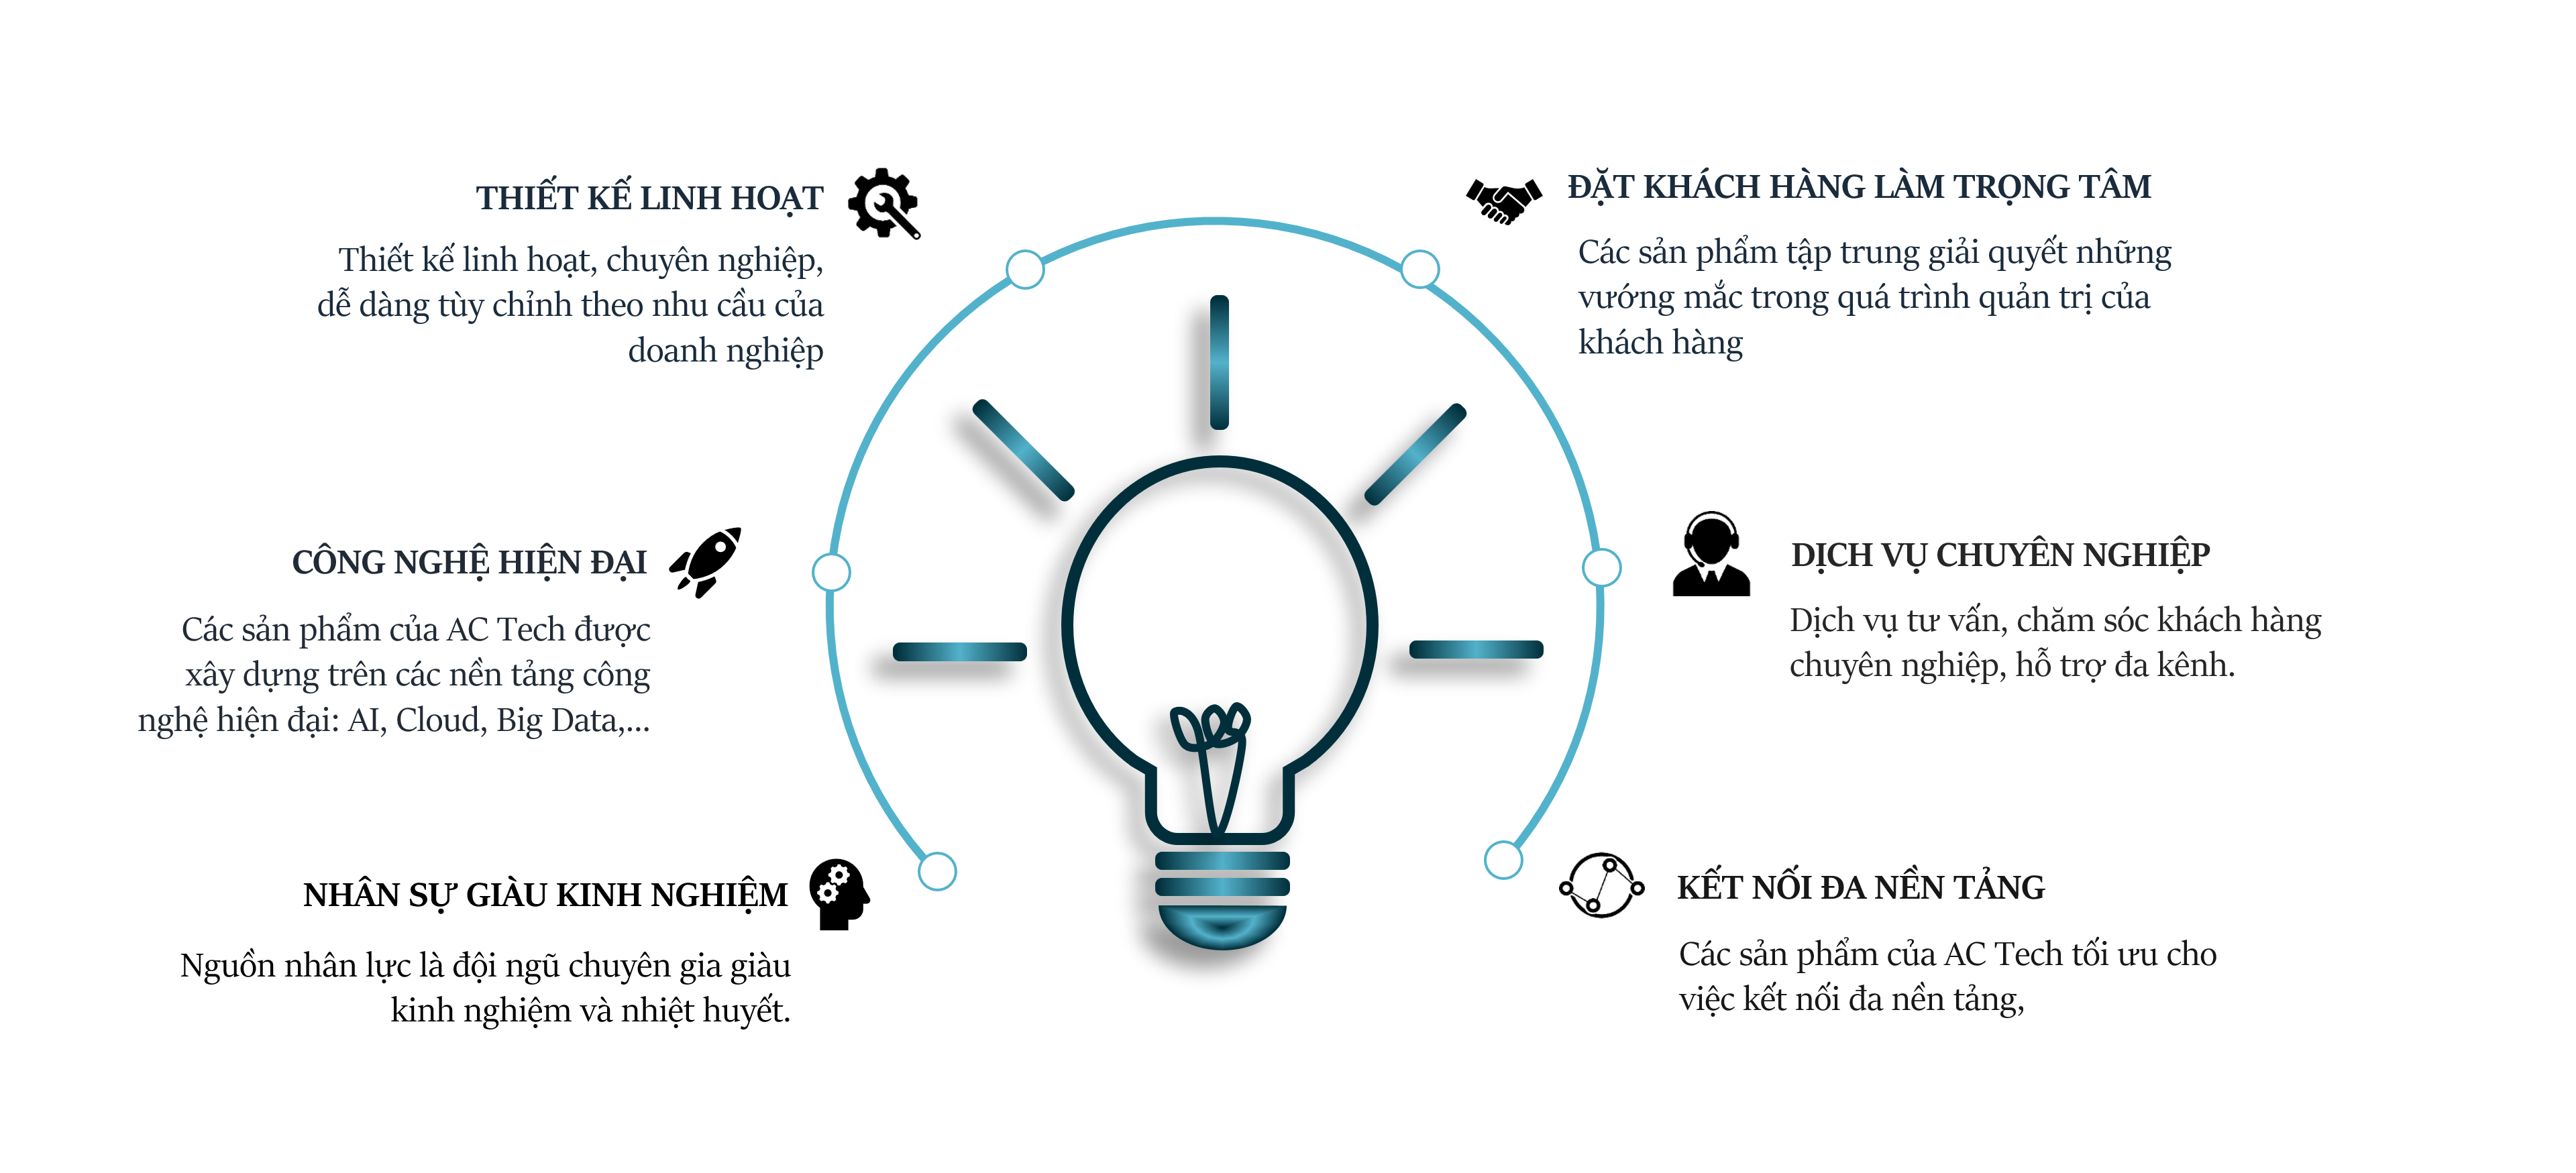 THIẾT KẾ LINH HOẠT
Thiết kế linh hoạt, chuyên nghiệp,
dễ dàng tùy chỉnh theo nhu cầu của
doanh nghiệp
CÔNG NGHỆ HIỆN ĐẠI
Các sản phẩm của AC Tech được
xây dựng trên các nền tảng công
nghệ hiện đại: AI, Cloud, Big Data,...
NHÂN SỰ GIÀU KINH NGHIỆM
Nguồn nhân lực là đội ngũ chuyên gia giàu
kinh nghiệm và nhiệt huyết.
ĐẶT KHÁCH HÀNG LÀM TRỌNG TÂM
Các sản phẩm tập trung giải quyết những
vướng mắc trong quá trình quản trị của
khách hàng
DỊCH VỤ CHUYÊN NGHIỆP
Dịch vụ tư vấn, chăm sóc khách hàng
chuyên nghiệp, hỗ trợ đa kênh.
KẾT NỐI ĐA NỀN TẢNG
Các sản phẩm của AC Tech tối ưu cho
việc kết nối đa nền tảng,